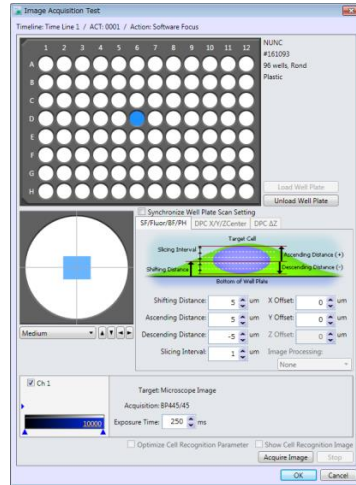 Image Acquisition Test
Timeline: Time Line 1 / ACT: 0001 / Action: Software Focus
1 2 3 4 5 6 7 8 9 10 11 12
A
B
C
D
E
F
G
H
NUNC
#161093
96 wells, Rond
Plastic
Load Well Plate
Unload Well Plate
Synchronize Well Plate Scan Setting
SF/Fluor/BF/PH DPC X/Y/ZCenter DPC ΔZ
Target Cell
Slicing Interval
Ascending Distance (+)
Shifting Distance
Descending Distance (-)
Bottom of Well Plate
Medium
Shifting Distance: 5 um X Offset: 0 um
Ascending Distance: 5 um Y Offset: 0 um
Descending Distance: -5 um Z Offset: 0 um
Slicing Interval: 1 um Image Processing:
None
Ch 1
10000
Target: Microscope Image
Acquisition: BP445/45
Exposure Time: 250 ms
Optimize Cell Recognition Parameter Show Cell Recognition Image
Acquire Image Stop
OK Cancel